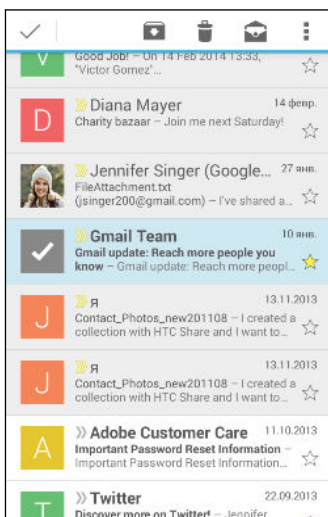 V
Good Job! – On 14 Feb 2014 13:33,
"Victor Gomez"...
D
Diana Mayer
14 февр.
Charity bazaar – Join me next Saturday!
Jennifer Singer (Google...
27 янв.
FileAttachment.txt
(jsinger200@gmail.com) – I've shared a...
Gmail Team
10 янв.
Gmail update: Reach more people you
know – Gmail update: Reach more peopl...
J
я
13.11.2013
Contact_Photos_new201108 – I created a
collection with HTC Share and I want to...
J
я
13.11.2013
Contact_Photos_new201108 – I created a
collection with HTC Share and I want to...
A
Adobe Customer Care
11.10.2013
Important Password Reset Information –
Important Password Reset Information...
T
Twitter
22.09.2013
Discover more on Twitter! – Jennifer